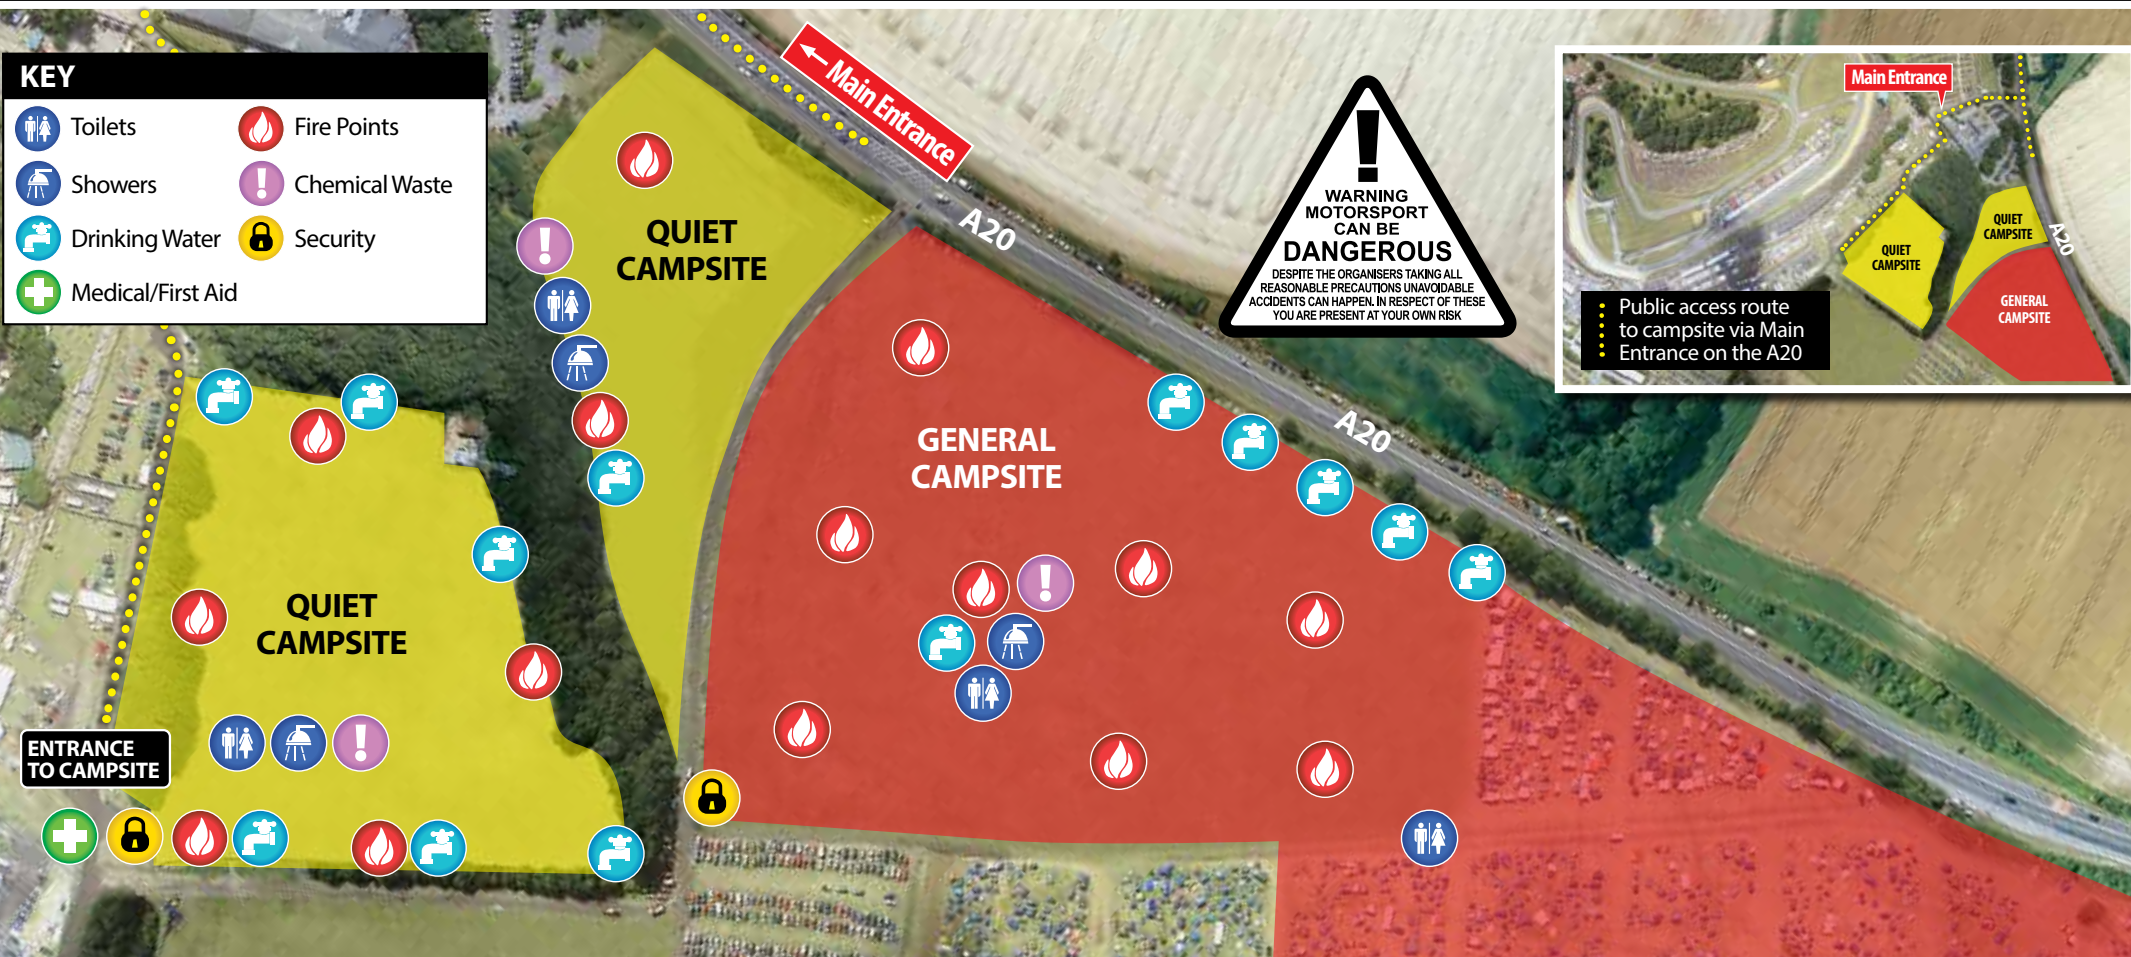 KEY
Toilets
Fire Points
Showers
Chemical Waste
Drinking Water
Security
Medical/First Aid
Main Entrance
A20
QUIET
CAMPSITE
WARNING
MOTORSPORT
CAN BE
DANGEROUS
DESPITE THE ORGANISERS TAKING ALL
REASONABLE PRECAUTIONS UNAVOIDABLE
ACCIDENTS CAN HAPPEN. IN RESPECT OF THESE
YOU ARE PRESENT AT YOUR OWN RISK
Main Entrance
QUIET
CAMPSITE
A20
QUIET
CAMPSITE
GENERAL
CAMPSITE
Public access route
to campsite via Main
Entrance on the A20
GENERAL
CAMPSITE
A20
QUIET
CAMPSITE
ENTRANCE
TO CAMPSITE